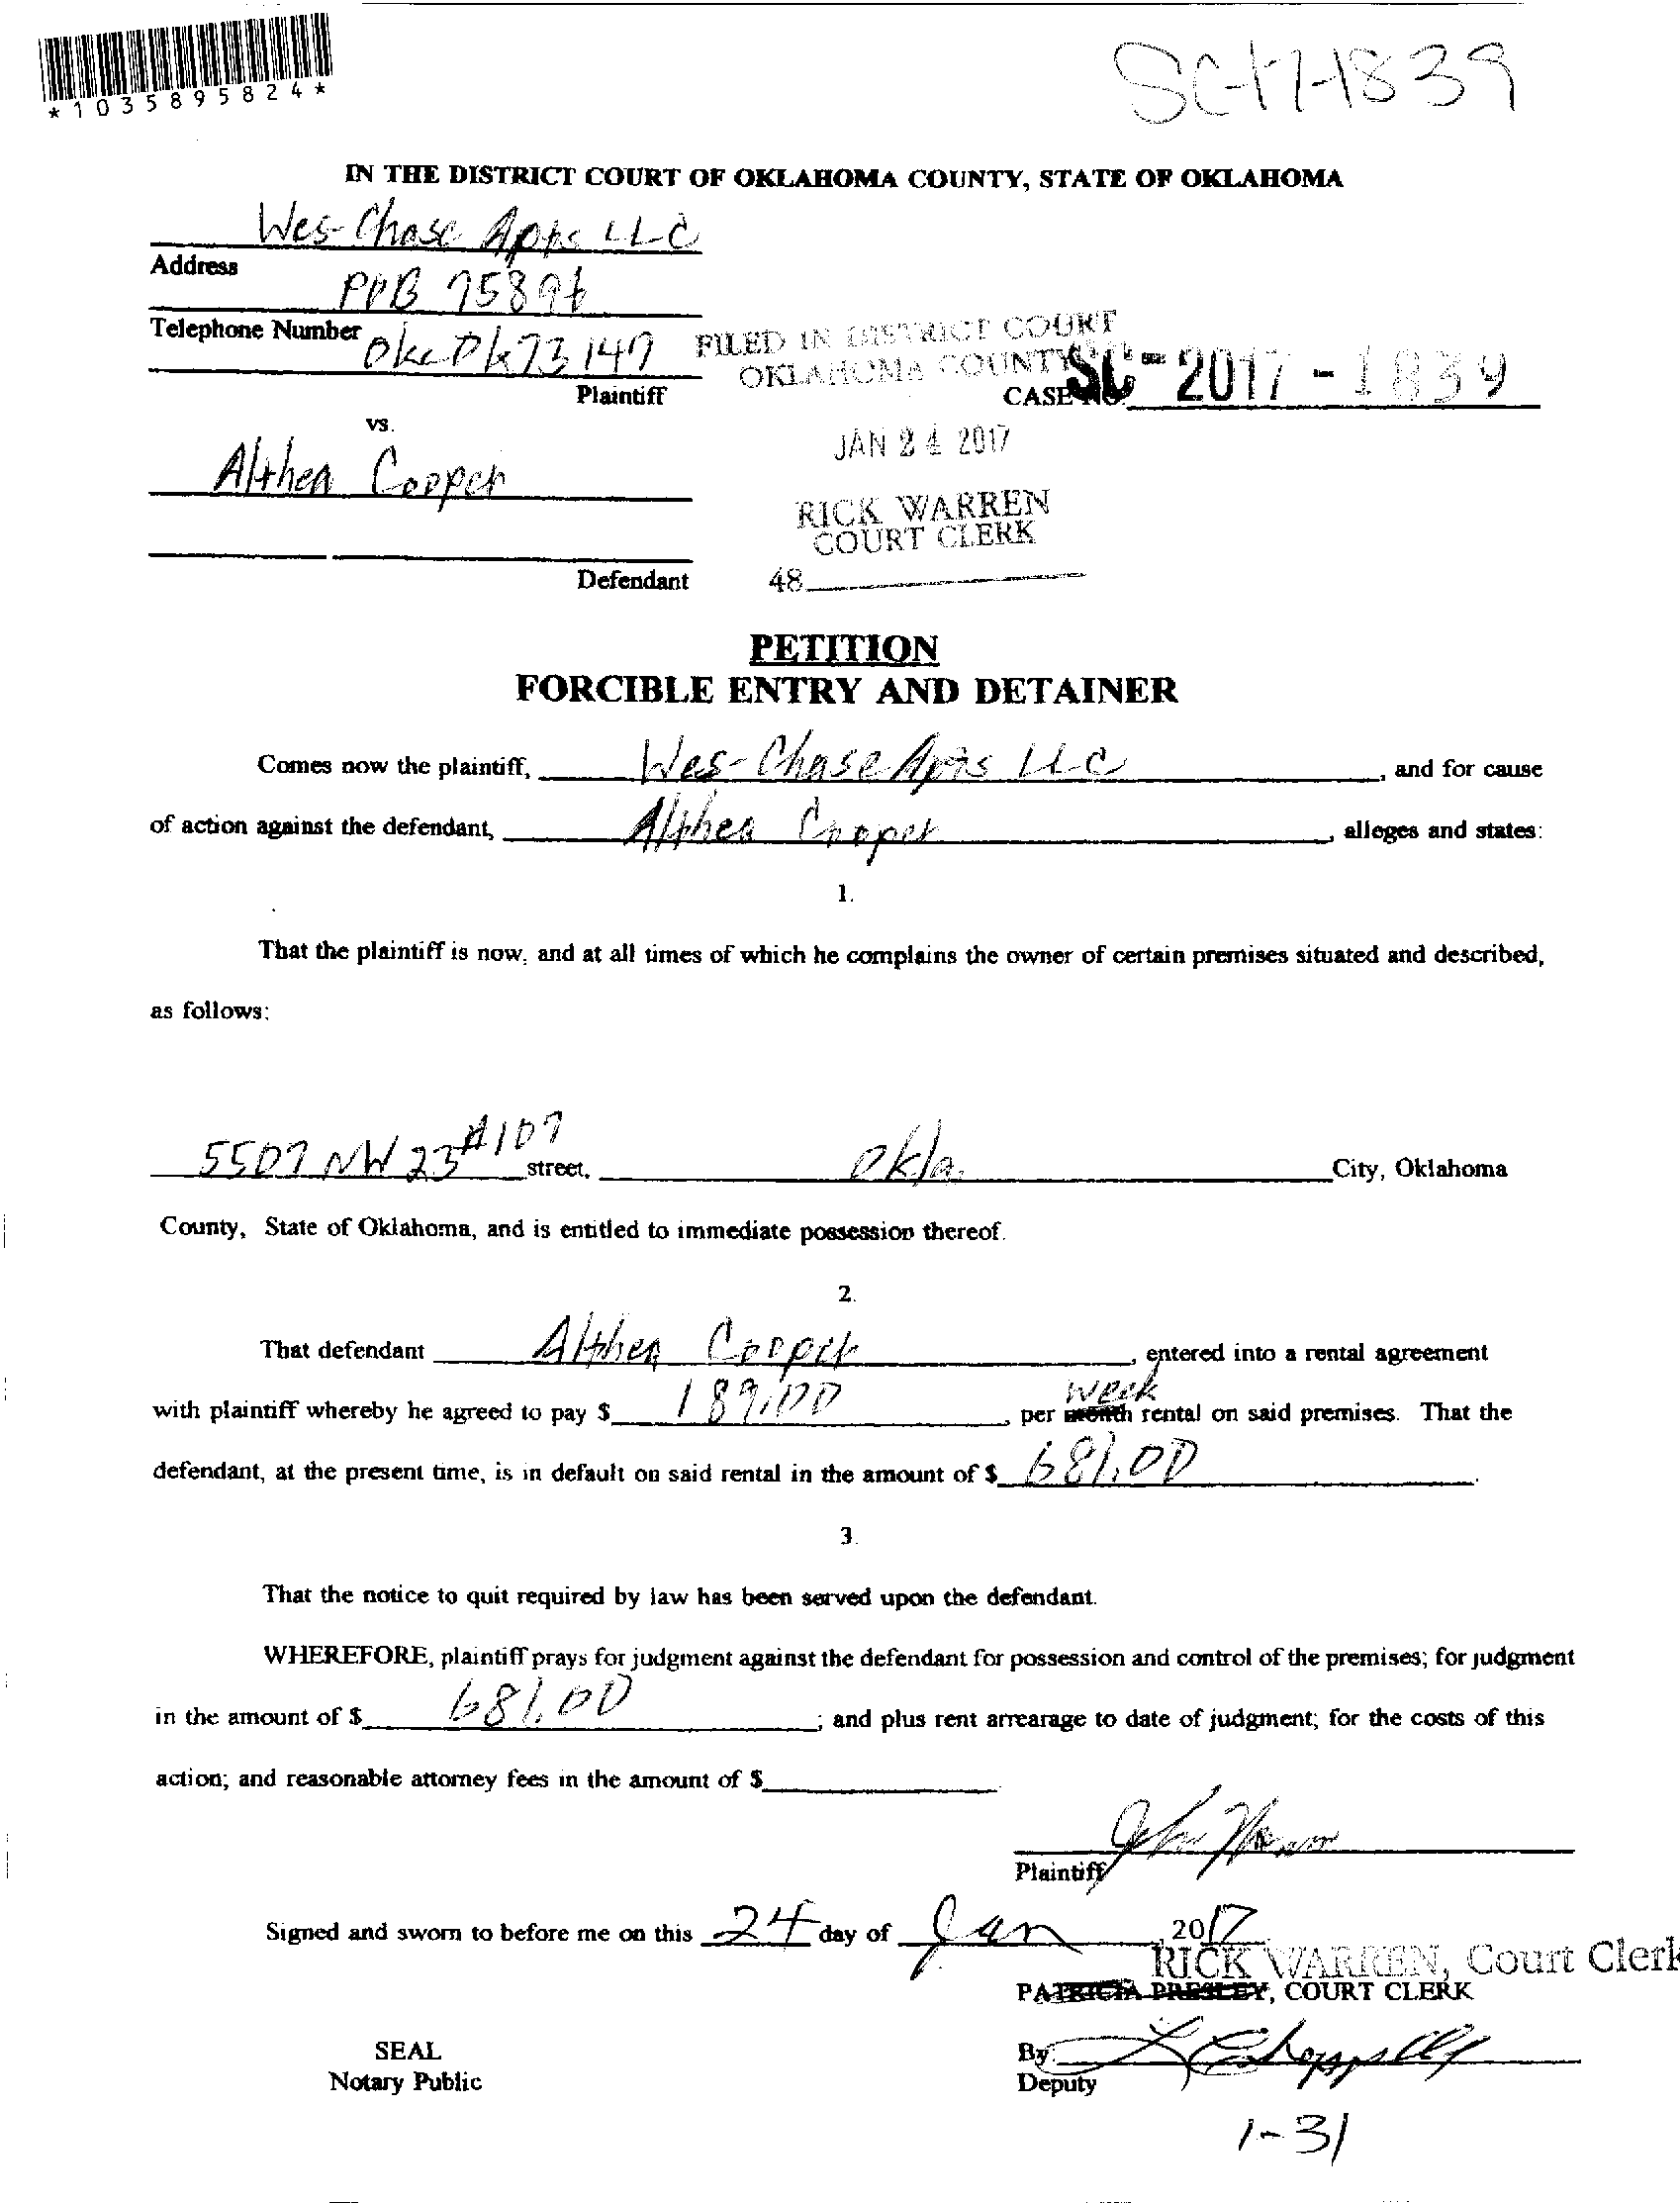 *1035895824*
SC-17-1839
IN THE DISTRICT COURT OF OKLAHOMA COUNTY, STATE OF OKLAHOMA
Wes-Chase Apts LLC
Address
POB 75896
Telephone Number
Okc Ok 73147
FILED IN DISTRICT COURT
OKLAHOMA COUNTY
Plaintiff
CASE NO. SC-2017-1839
vs.
JAN 24 2017
Althea Cooper
RICK WARREN
COURT CLERK
Defendant
48
PETITION
FORCIBLE ENTRY AND DETAINER
Comes now the plaintiff, Wes-Chase Apts LLC, and for cause
of action against the defendant, Althea Cooper, alleges and states:
1.
That the plaintiff is now, and at all times of which he complains the owner of certain premises situated and described,
as follows:
5507 NW 23 #107 street, Okla. City, Oklahoma
County, State of Oklahoma, and is entitled to immediate possession thereof.
2.
That defendant Althea Cooper, entered into a rental agreement
week
with plaintiff whereby he agreed to pay $ 189.00, per month rental on said premises. That the
defendant, at the present time, is in default on said rental in the amount of $ 681.00.
3.
That the notice to quit required by law has been served upon the defendant.
WHEREFORE, plaintiff prays for judgment against the defendant for possession and control of the premises; for judgment
in the amount of $ 681.00; and plus rent arrearage to date of judgment; for the costs of this
action; and reasonable attorney fees in the amount of $
Plaintiff
Signed and sworn to before me on this 24 day of Jan, 2017
RICK WARREN, Court Clerk
PATRICIA PRESLEY, COURT CLERK
SEAL
Notary Public
By
Deputy
1-31